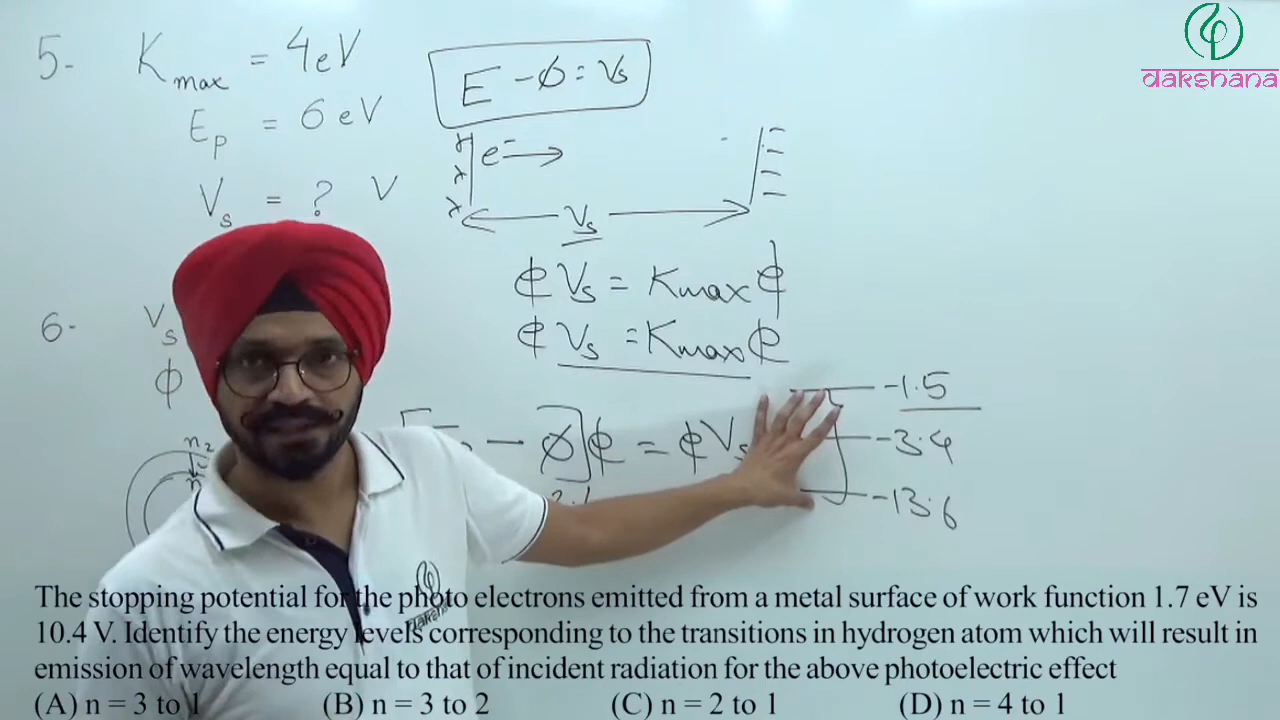 5-
K max = 4eV
E - φ = Vs
Ep = 6 eV
e-
Vs = ? V
Vs
e Vs = Kmax e
e Vs = Kmax e
6-
Vs
φ
-1.5
- φ]e = eVs
-3.4
-13.6
n2
dakshana
The stopping potential for the photo electrons emitted from a metal surface of work function 1.7 eV is
10.4 V. Identify the energy levels corresponding to the transitions in hydrogen atom which will result in
emission of wavelength equal to that of incident radiation for the above photoelectric effect
(A) n = 3 to 1 (B) n = 3 to 2 (C) n = 2 to 1 (D) n = 4 to 1